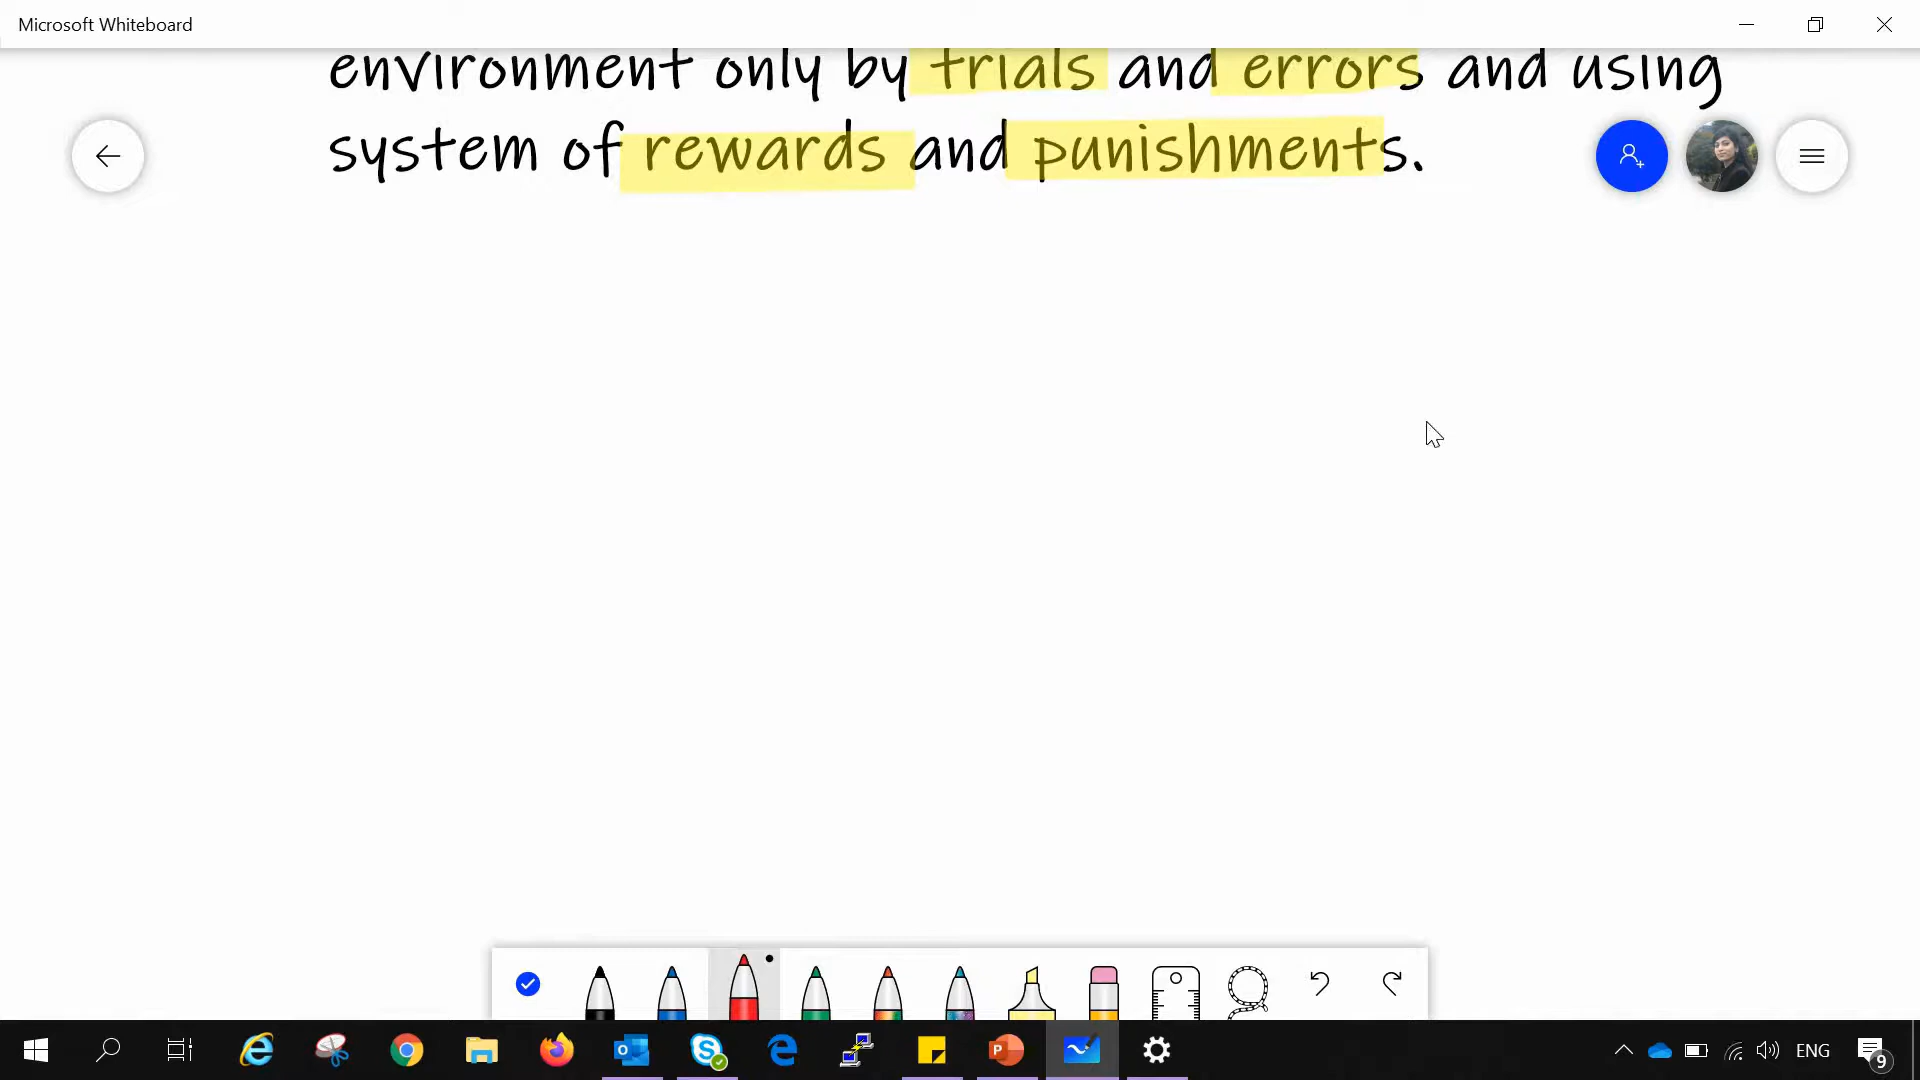 Microsoft Whiteboard
environment only by trials and errors and using
system of rewards and punishments.
ENG
9